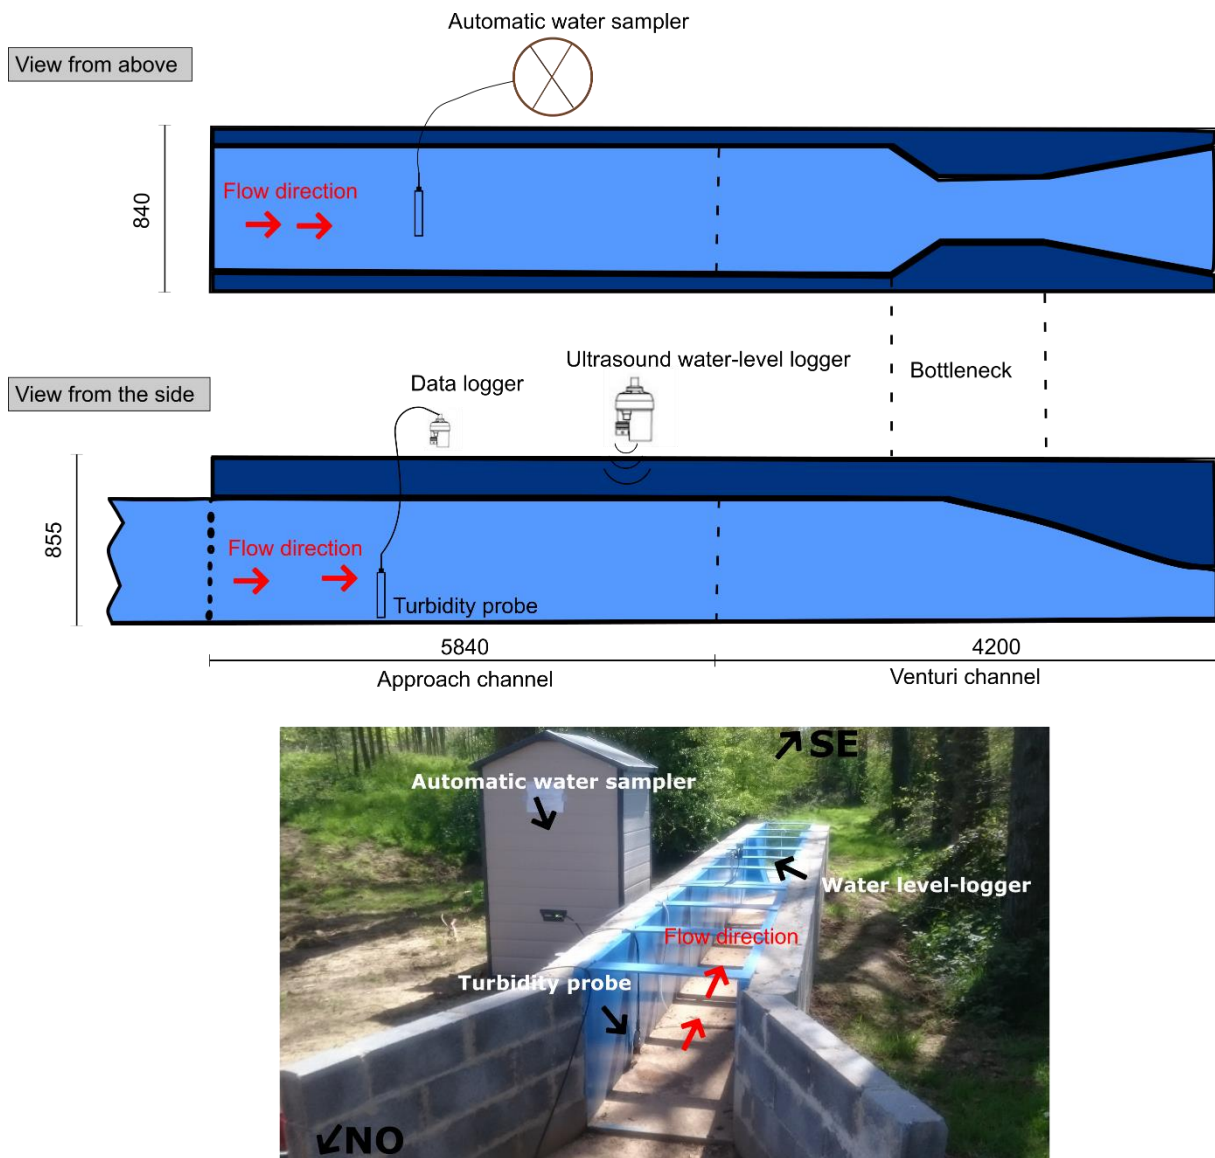 Automatic water sampler
View from above
Flow direction
840
Ultrasound water-level logger
Bottleneck
Data logger
View from the side
855
Flow direction
Turbidity probe
5840
4200
Approach channel
Venturi channel
SE
Automatic water sampler
Water level-logger
Flow direction
Turbidity probe
NO